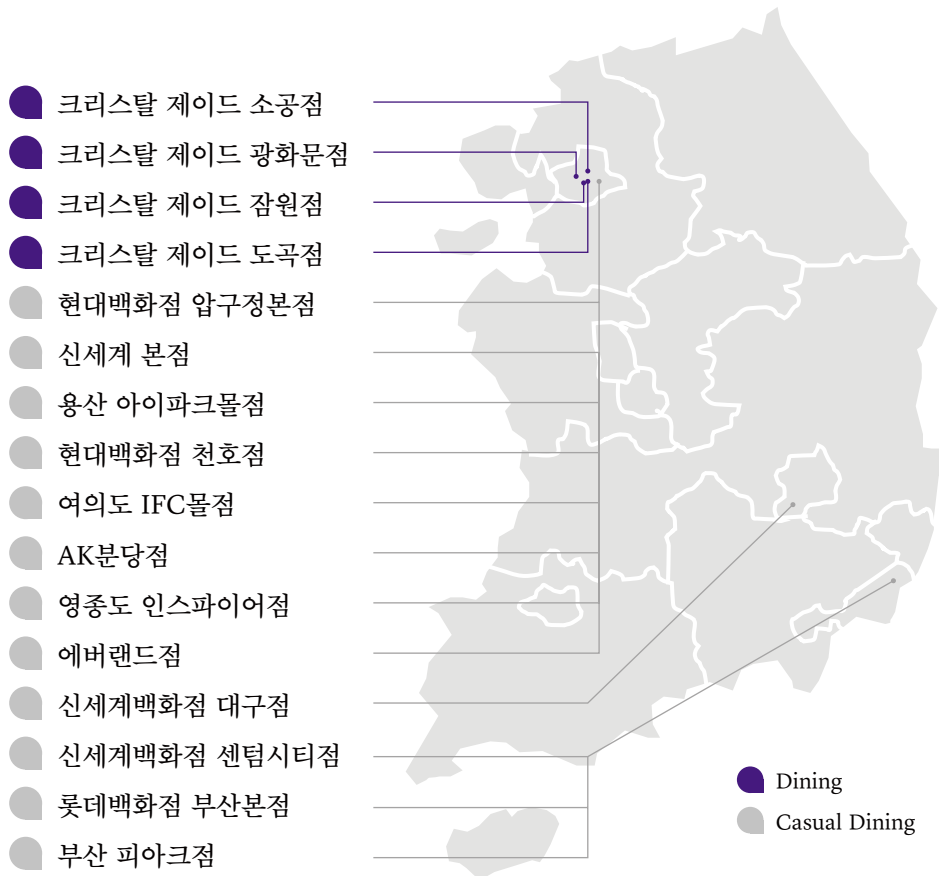 크리스탈 제이드 소공점
크리스탈 제이드 광화문점
크리스탈 제이드 잠원점
크리스탈 제이드 도곡점
현대백화점 압구정본점
신세계 본점
용산 아이파크몰점
현대백화점 천호점
여의도 IFC몰점
AK분당점
영종도 인스파이어점
에버랜드점
신세계백화점 대구점
신세계백화점 센텀시티점
롯데백화점 부산본점
부산 피아크점
Dining
Casual Dining